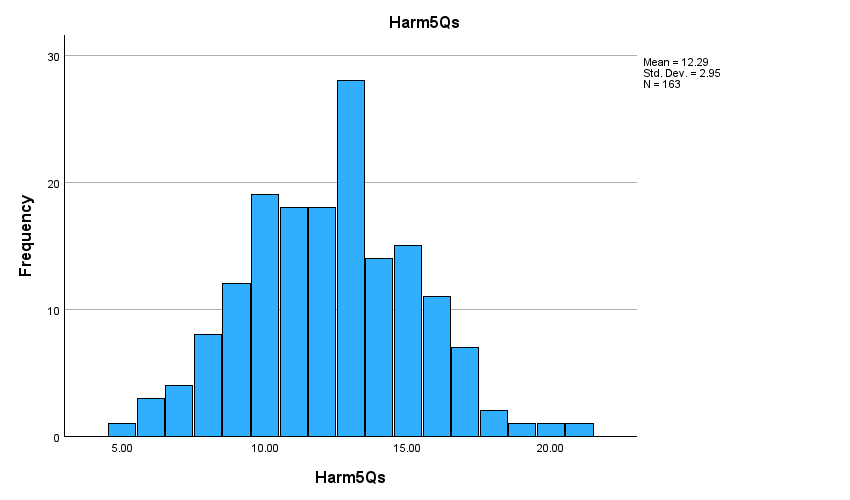 Harm5Qs
Mean = 12.29
Std. Dev. = 2.95
N = 163
Frequency
30
20
10
0
5.00 10.00 15.00 20.00
Harm5Qs